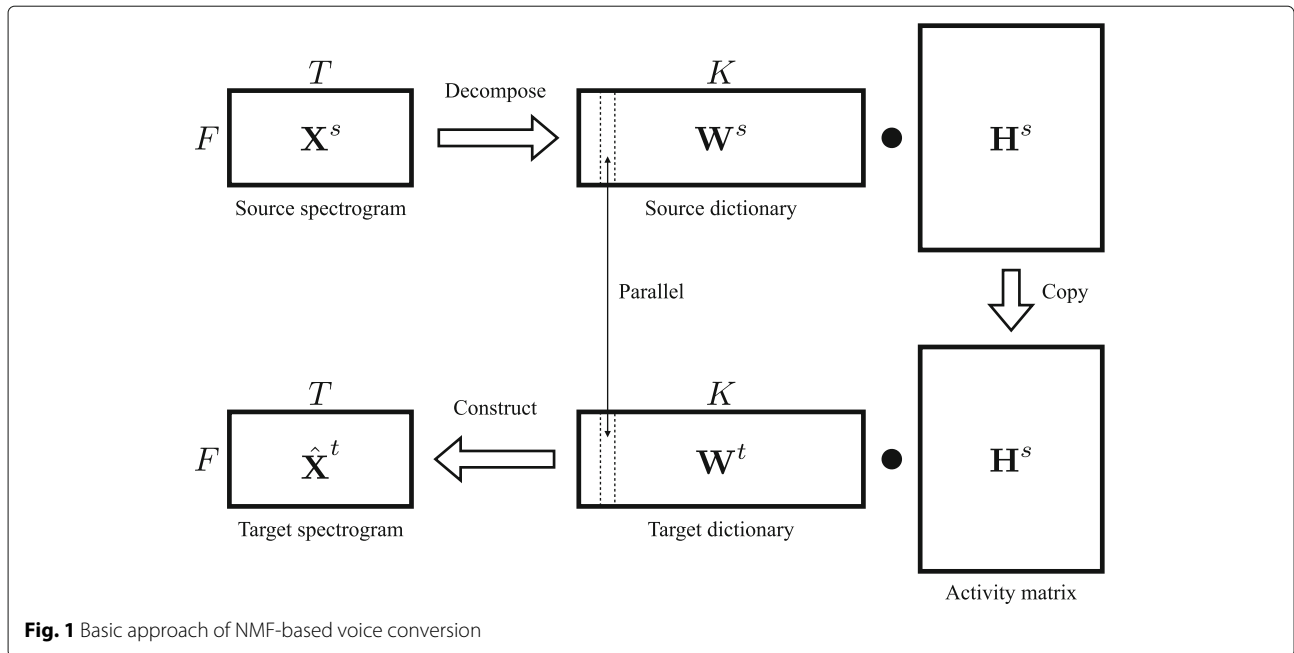 T
K
Decompose
F
X^s
W^s
●
H^s
Source spectrogram
Source dictionary
Parallel
Copy
T
K
Construct
F
X̂^t
W^t
●
H^s
Target spectrogram
Target dictionary
Activity matrix
Fig. 1 Basic approach of NMF-based voice conversion